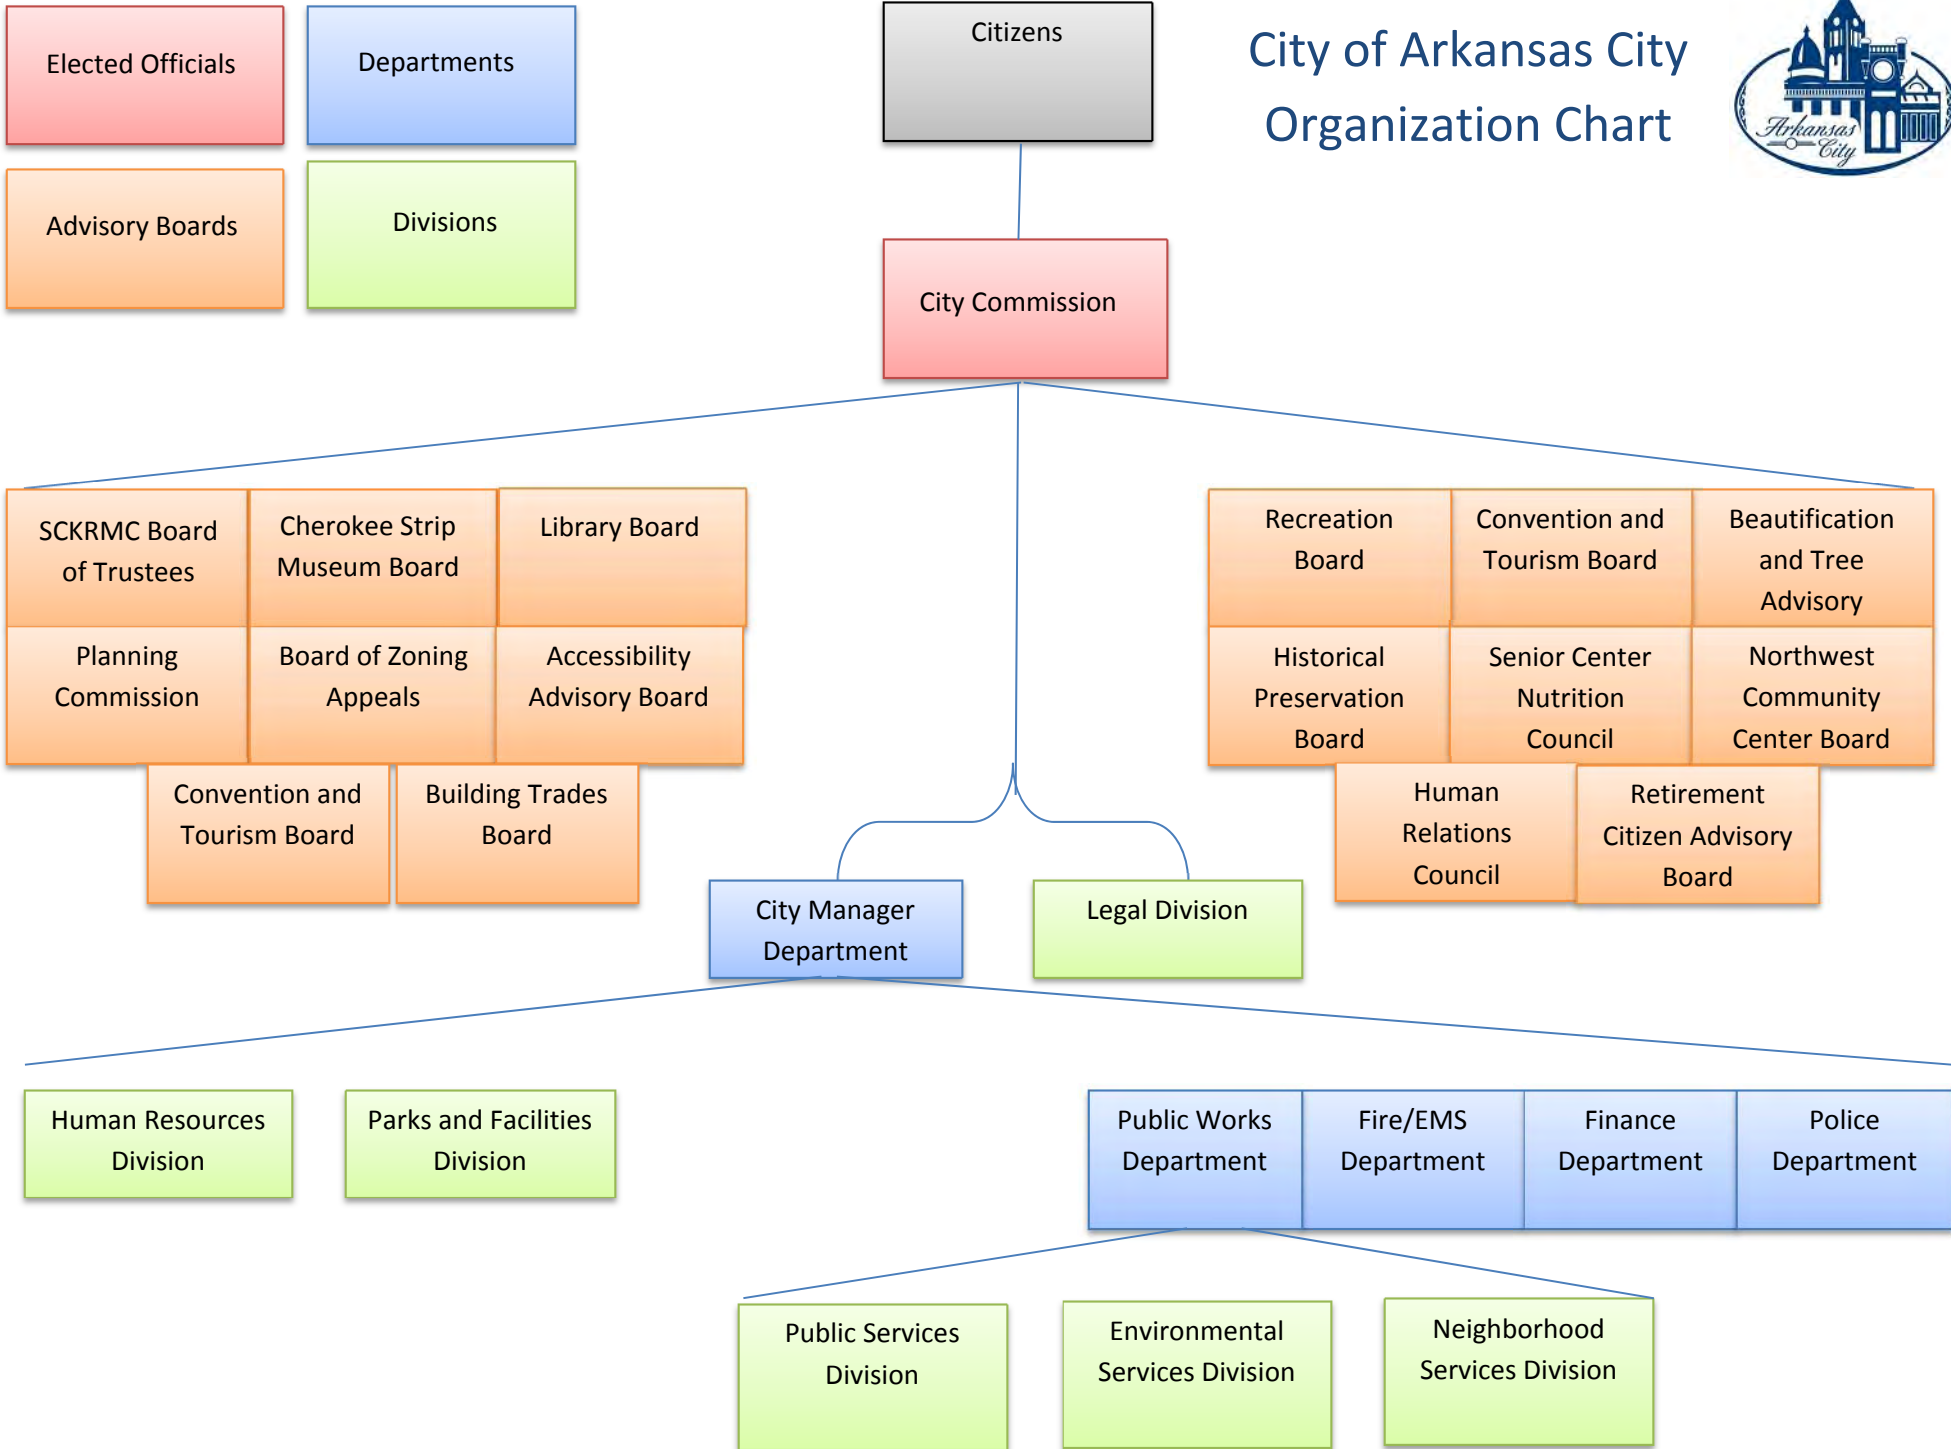 Elected Officials
Departments
Advisory Boards
Divisions
Citizens
City of Arkansas City
Organization Chart
Arkansas
City
City Commission
SCKRMC Board
of Trustees
Cherokee Strip
Museum Board
Library Board
Planning
Commission
Board of Zoning
Appeals
Accessibility
Advisory Board
Convention and
Tourism Board
Building Trades
Board
Recreation
Board
Convention and
Tourism Board
Beautification
and Tree
Advisory
Historical
Preservation
Board
Senior Center
Nutrition
Council
Northwest
Community
Center Board
Human
Relations
Council
Retirement
Citizen Advisory
Board
City Manager
Department
Legal Division
Human Resources
Division
Parks and Facilities
Division
Public Works
Department
Fire/EMS
Department
Finance
Department
Police
Department
Public Services
Division
Environmental
Services Division
Neighborhood
Services Division